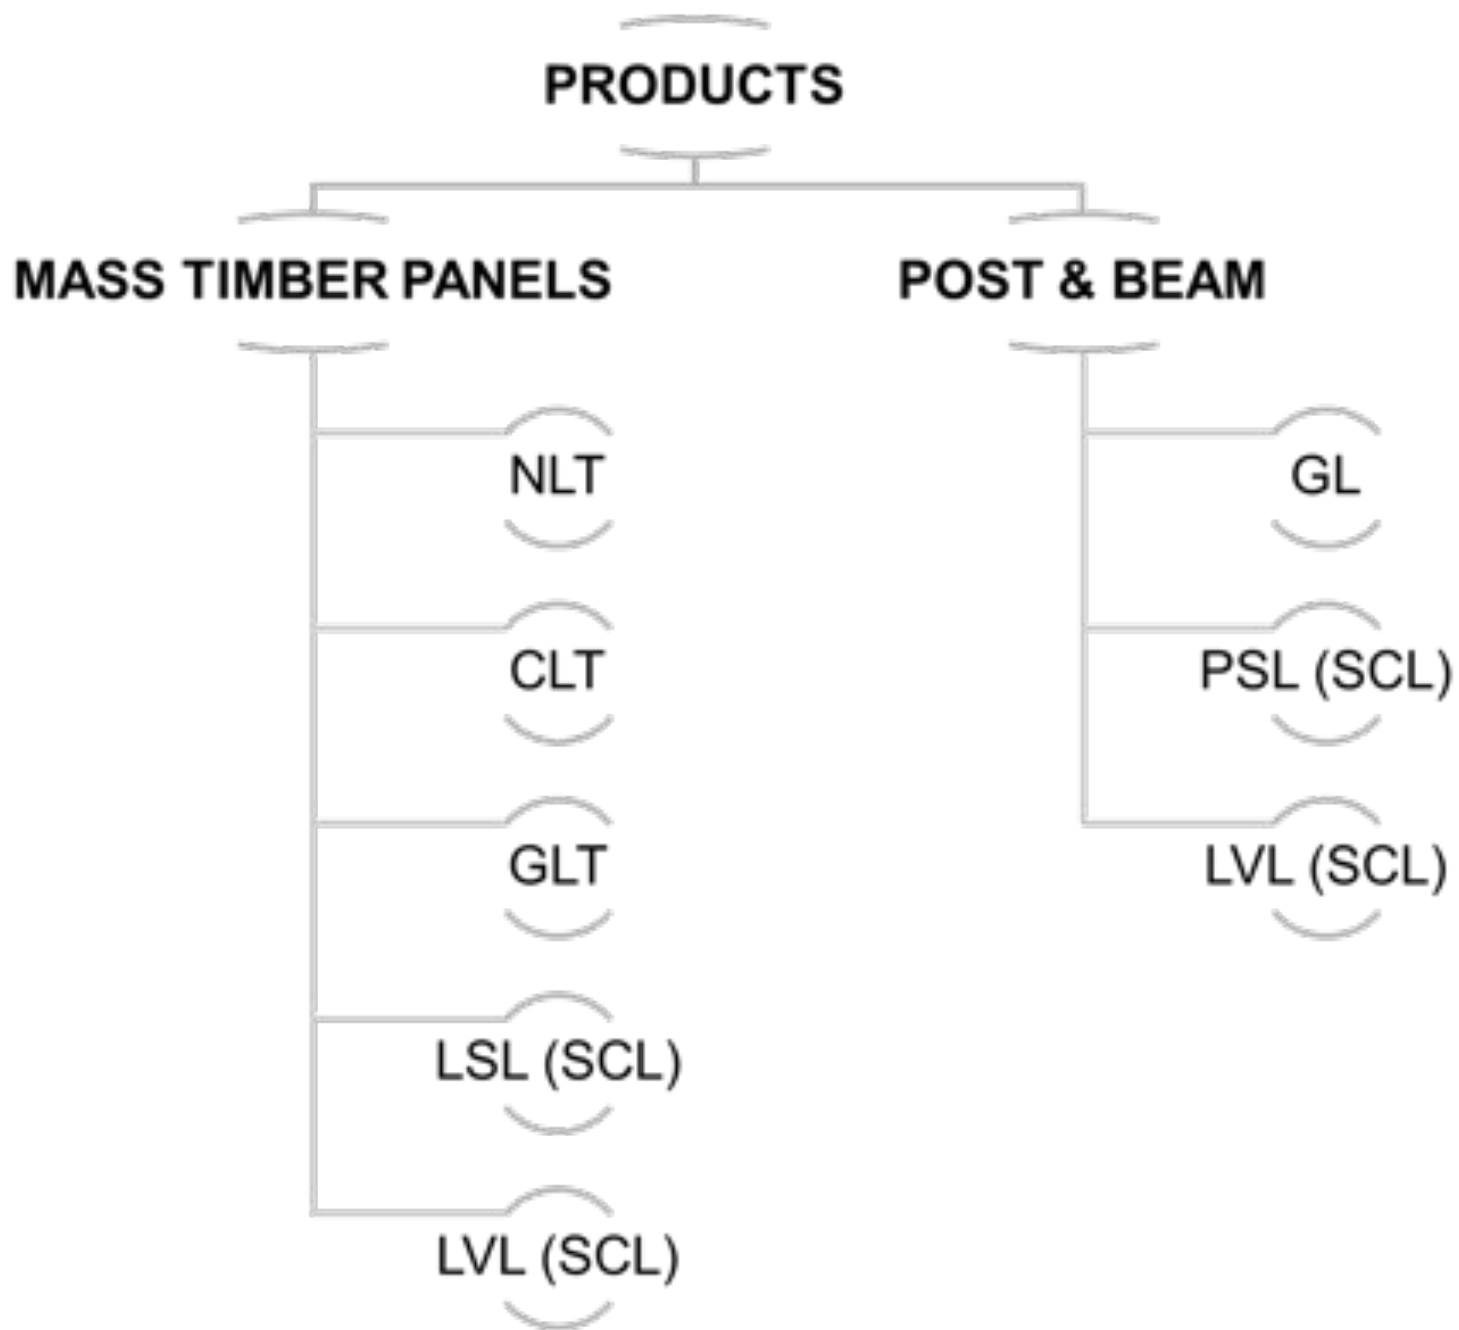 PRODUCTS
MASS TIMBER PANELS
POST & BEAM
NLT
CLT
GLT
LSL (SCL)
LVL (SCL)
GL
PSL (SCL)
LVL (SCL)